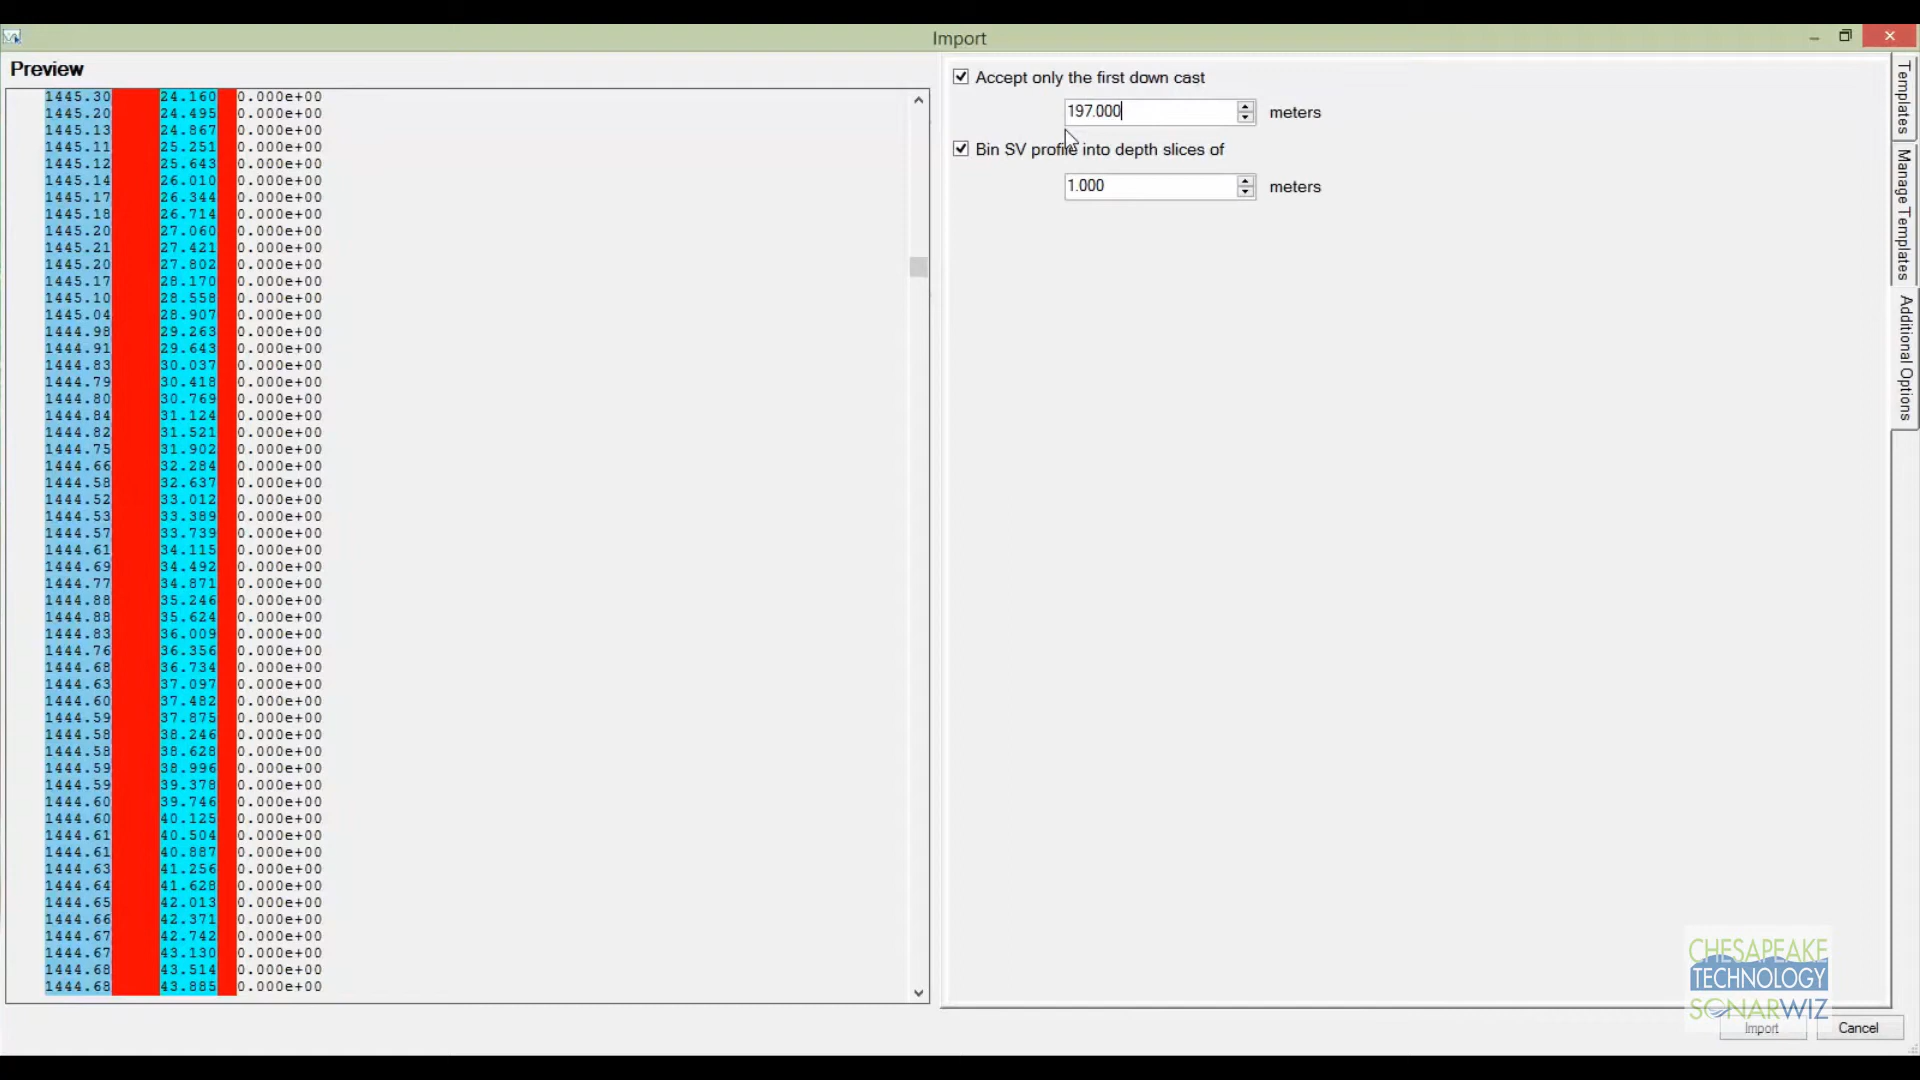 Import
Preview
1445.30 24.160 0.000e+00
1445.20 24.495 0.000e+00
1445.13 24.867 0.000e+00
1445.11 25.251 0.000e+00
1445.12 25.643 0.000e+00
1445.14 26.010 0.000e+00
1445.17 26.344 0.000e+00
1445.18 26.714 0.000e+00
1445.20 27.060 0.000e+00
1445.21 27.421 0.000e+00
1445.20 27.802 0.000e+00
1445.17 28.170 0.000e+00
1445.10 28.558 0.000e+00
1445.04 28.907 0.000e+00
1444.98 29.263 0.000e+00
1444.91 29.643 0.000e+00
1444.83 30.037 0.000e+00
1444.79 30.418 0.000e+00
1444.80 30.769 0.000e+00
1444.84 31.124 0.000e+00
1444.82 31.521 0.000e+00
1444.75 31.902 0.000e+00
1444.66 32.284 0.000e+00
1444.58 32.637 0.000e+00
1444.52 33.012 0.000e+00
1444.53 33.389 0.000e+00
1444.57 33.739 0.000e+00
1444.61 34.115 0.000e+00
1444.69 34.492 0.000e+00
1444.77 34.871 0.000e+00
1444.88 35.246 0.000e+00
1444.88 35.624 0.000e+00
1444.83 36.009 0.000e+00
1444.76 36.356 0.000e+00
1444.68 36.734 0.000e+00
1444.63 37.097 0.000e+00
1444.60 37.482 0.000e+00
1444.59 37.875 0.000e+00
1444.58 38.246 0.000e+00
1444.58 38.628 0.000e+00
1444.59 38.996 0.000e+00
1444.59 39.378 0.000e+00
1444.60 39.746 0.000e+00
1444.60 40.125 0.000e+00
1444.61 40.504 0.000e+00
1444.61 40.887 0.000e+00
1444.63 41.256 0.000e+00
1444.64 41.628 0.000e+00
1444.65 42.013 0.000e+00
1444.66 42.371 0.000e+00
1444.67 42.742 0.000e+00
1444.67 43.130 0.000e+00
1444.68 43.514 0.000e+00
1444.68 43.885 0.000e+00
Accept only the first down cast
197.000 meters
Bin SV profile into depth slices of
1.000 meters
Templates
Manage Templates
Additional Options
CHESAPEAKE
TECHNOLOGY
SONARWIZ
Import Cancel